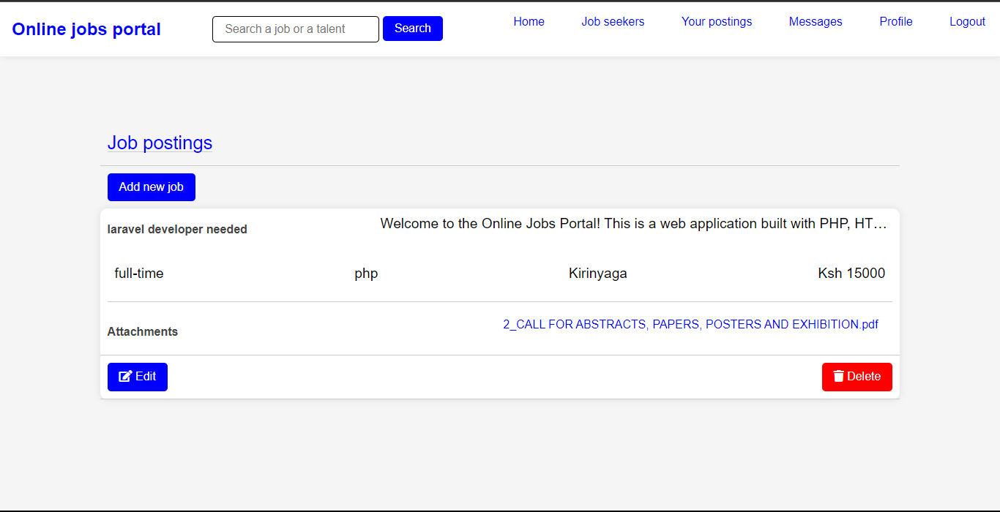 Online jobs portal
Search a job or a talent
Search
Home
Job seekers
Your postings
Messages
Profile
Logout
Job postings
Add new job
laravel developer needed
Welcome to the Online Jobs Portal! This is a web application built with PHP, HT…
full-time
php
Kirinyaga
Ksh 15000
Attachments
2_CALL FOR ABSTRACTS, PAPERS, POSTERS AND EXHIBITION.pdf
Edit
Delete